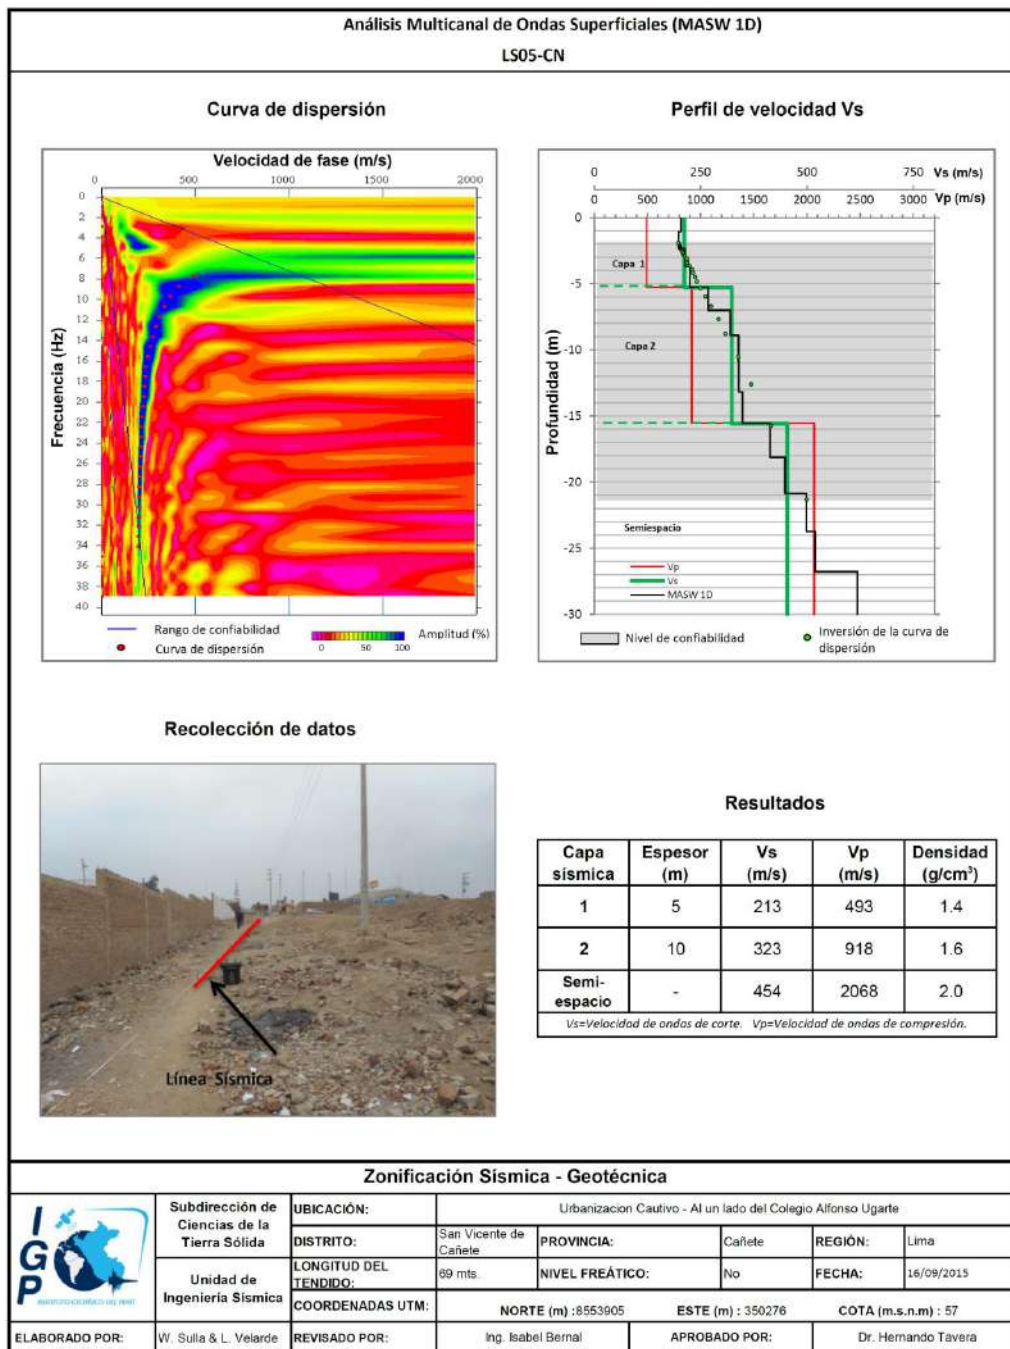 Análisis Multicanal de Ondas Superficiales (MASW 1D)
LS05-CN
Curva de dispersión
Velocidad de fase (m/s)
0 500 1000 1500 2000
Frecuencia (Hz)
0
2
4
6
8
10
12
14
16
18
20
22
24
26
28
30
32
34
36
38
40
Rango de confiabilidad
Curva de dispersión
Amplitud (%)
0 50 100
Perfil de velocidad Vs
0 250 500 750 Vs (m/s)
0 500 1000 1500 2000 1500 3000 Vp (m/s)
Profundidad (m)
0
-5
-10
-15
-20
-25
-30
Capa 1
Capa 2
Semiespacio
Vp
Vs
MASW 1D
Nivel de confiabilidad
Inversión de la curva de
dispersión
Recolección de datos
Línea Sísmica
Resultados
Capa sísmica Espesor (m) Vs (m/s) Vp (m/s) Densidad (g/cm³)
1 5 213 493 1.4
2 10 323 918 1.6
Semi-espacio - 454 2068 2.0
Vs=Velocidad de ondas de corte. Vp=Velocidad de ondas de compresión.
Zonificación Sísmica - Geotécnica
IGP
INSTITUTO GEOFÍSICO DEL PERÚ
Subdirección de
Ciencias de la
Tierra Sólida
Unidad de
Ingeniería Sísmica
UBICACIÓN: Urbanizacion Cautivo - Al un lado del Colegio Alfonso Ugarte
DISTRITO: San Vicente de Cañete PROVINCIA: Cañete REGIÓN: Lima
LONGITUD DEL TENDIDO: 69 mts. NIVEL FREÁTICO: No FECHA: 16/09/2015
COORDENADAS UTM: NORTE (m) :8553905 ESTE (m) : 350276 COTA (m.s.n.m) : 57
ELABORADO POR: W. Sulla & L. Velarde REVISADO POR: Ing. Isabel Bernal APROBADO POR: Dr. Hernando Tavera